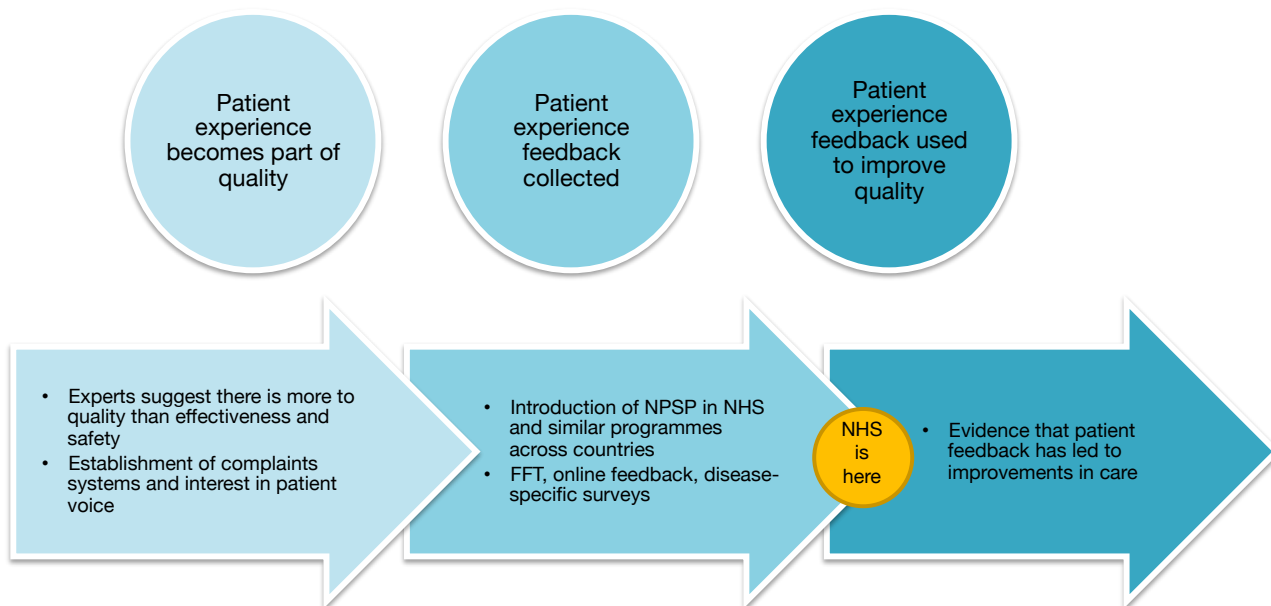 Patient
experience
becomes part of
quality
Patient
experience
feedback
collected
Patient
experience
feedback used
to improve
quality
• Experts suggest there is more to
quality than effectiveness and
safety
• Establishment of complaints
systems and interest in patient
voice
• Introduction of NPSP in NHS
and similar programmes
across countries
• FFT, online feedback, disease-
specific surveys
NHS
is
here
• Evidence that patient
feedback has led to
improvements in care